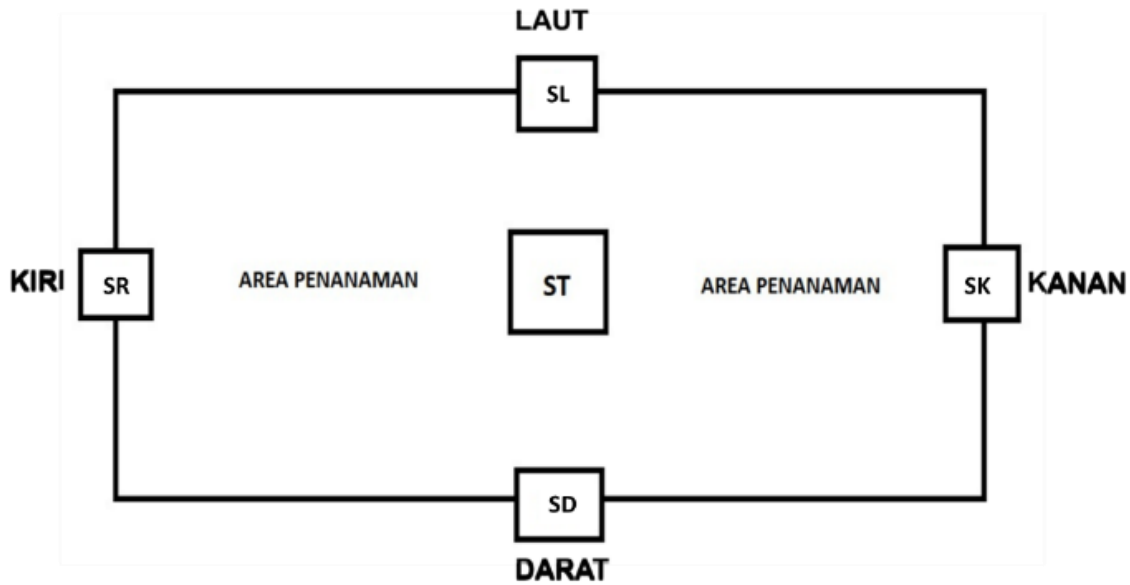 LAUT
SL
KIRI
SR
AREA PENANAMAN
ST
AREA PENANAMAN
SK
KANAN
SD
DARAT